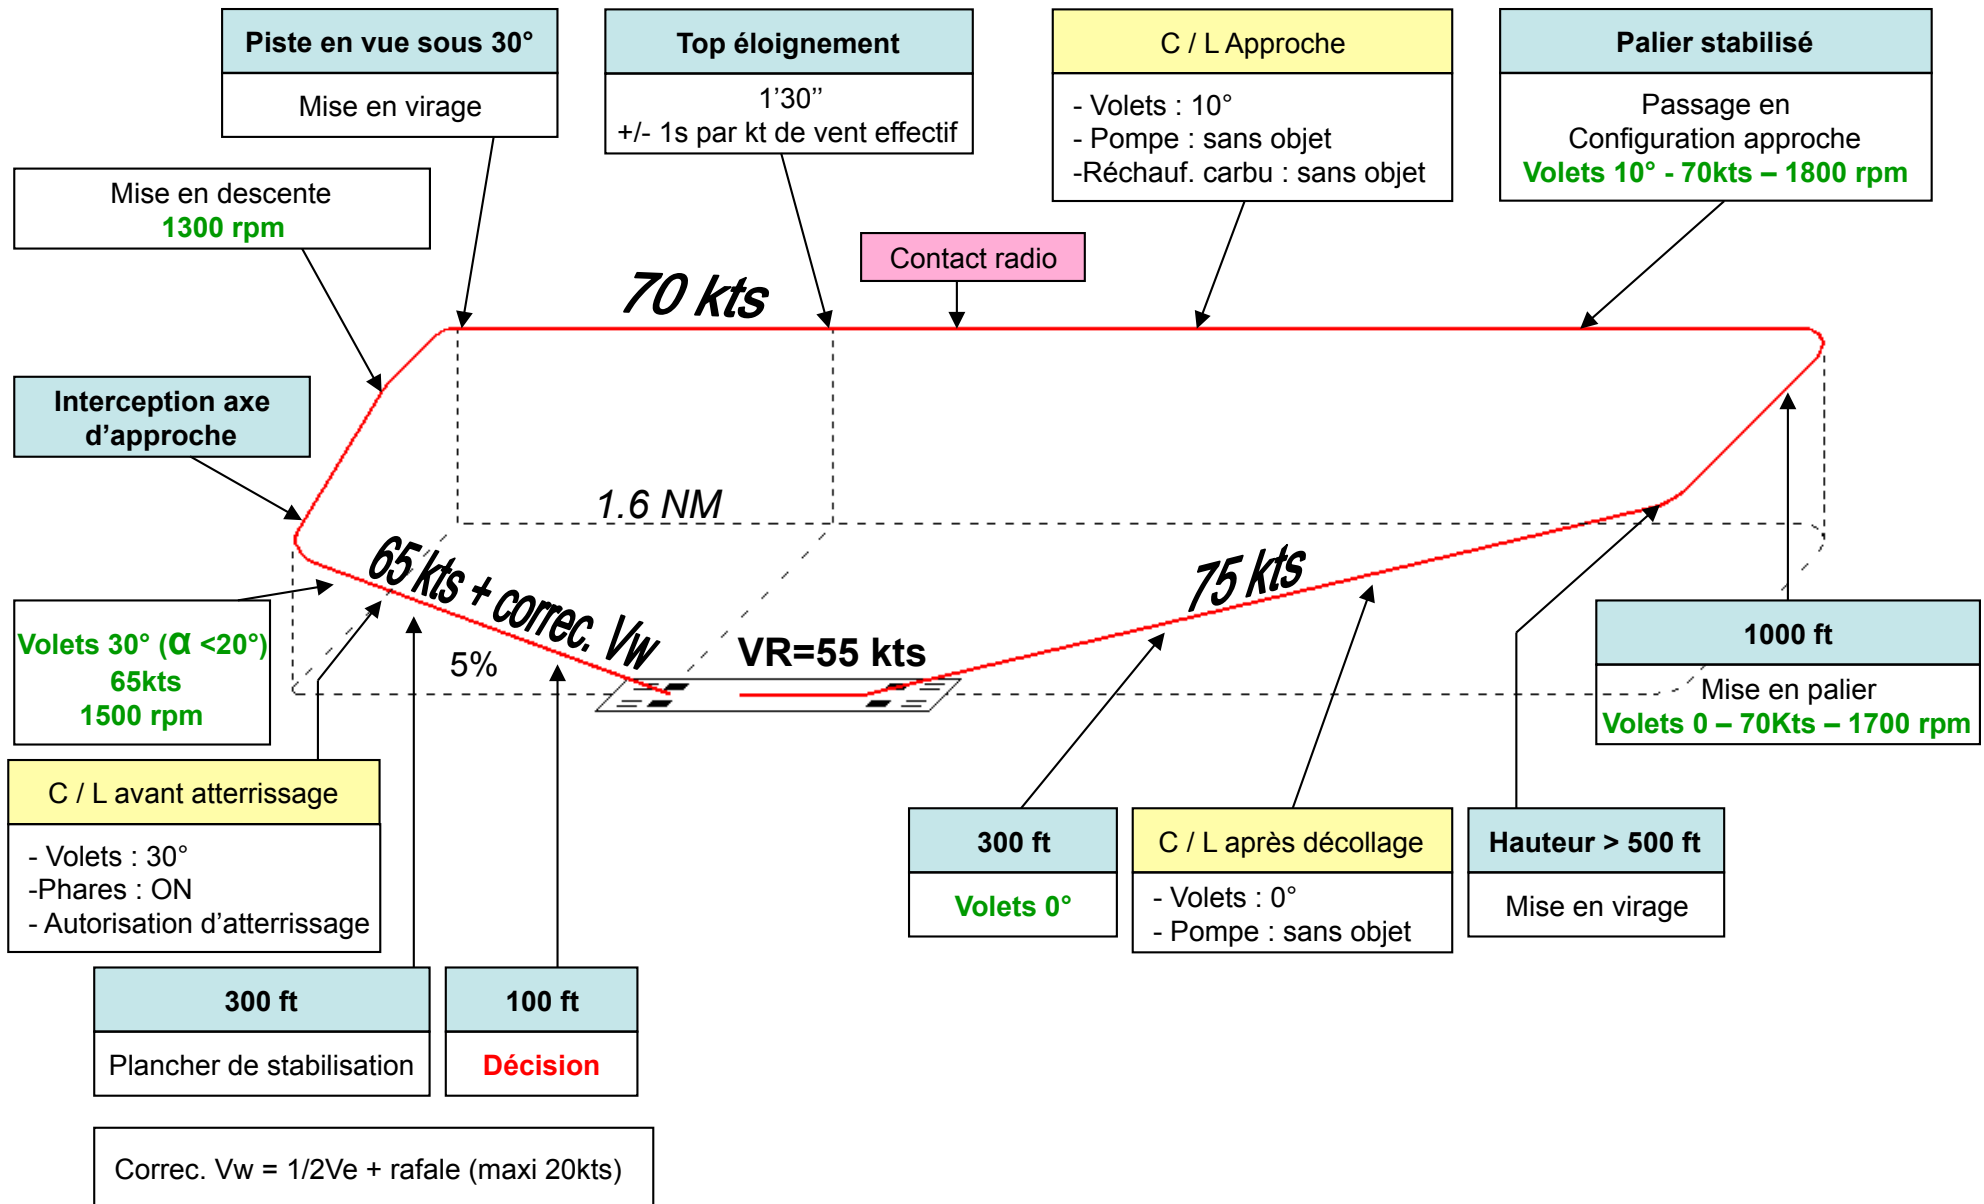 Piste en vue sous 30°
Mise en virage
Top éloignement
1’30’’
+/- 1s par kt de vent effectif
C / L Approche
- Volets : 10°
- Pompe : sans objet
-Réchauf. carbu : sans objet
Palier stabilisé
Passage en
Configuration approche
Volets 10° - 70kts – 1800 rpm
Mise en descente
1300 rpm
Contact radio
70 kts
Interception axe
d’approche
1.6 NM
65 kts + correc. Vw
75 kts
Volets 30° (α <20°)
65kts
1500 rpm
5%
VR=55 kts
1000 ft
Mise en palier
Volets 0 – 70Kts – 1700 rpm
C / L avant atterrissage
- Volets : 30°
-Phares : ON
- Autorisation d’atterrissage
300 ft
Volets 0°
C / L après décollage
- Volets : 0°
- Pompe : sans objet
Hauteur > 500 ft
Mise en virage
300 ft
Plancher de stabilisation
100 ft
Décision
Correc. Vw = 1/2Ve + rafale (maxi 20kts)